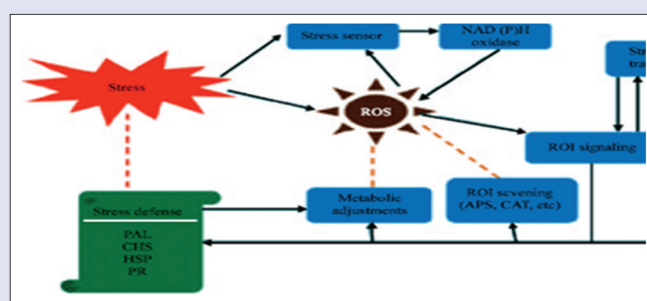 Stress sensor
NAD (P)H
oxidase
Stress
ROS
ROI signaling
Stress defense
PAL
CHS
HSP
PR
Metabolic
adjustments
ROI sevening
(APS, CAT, etc)